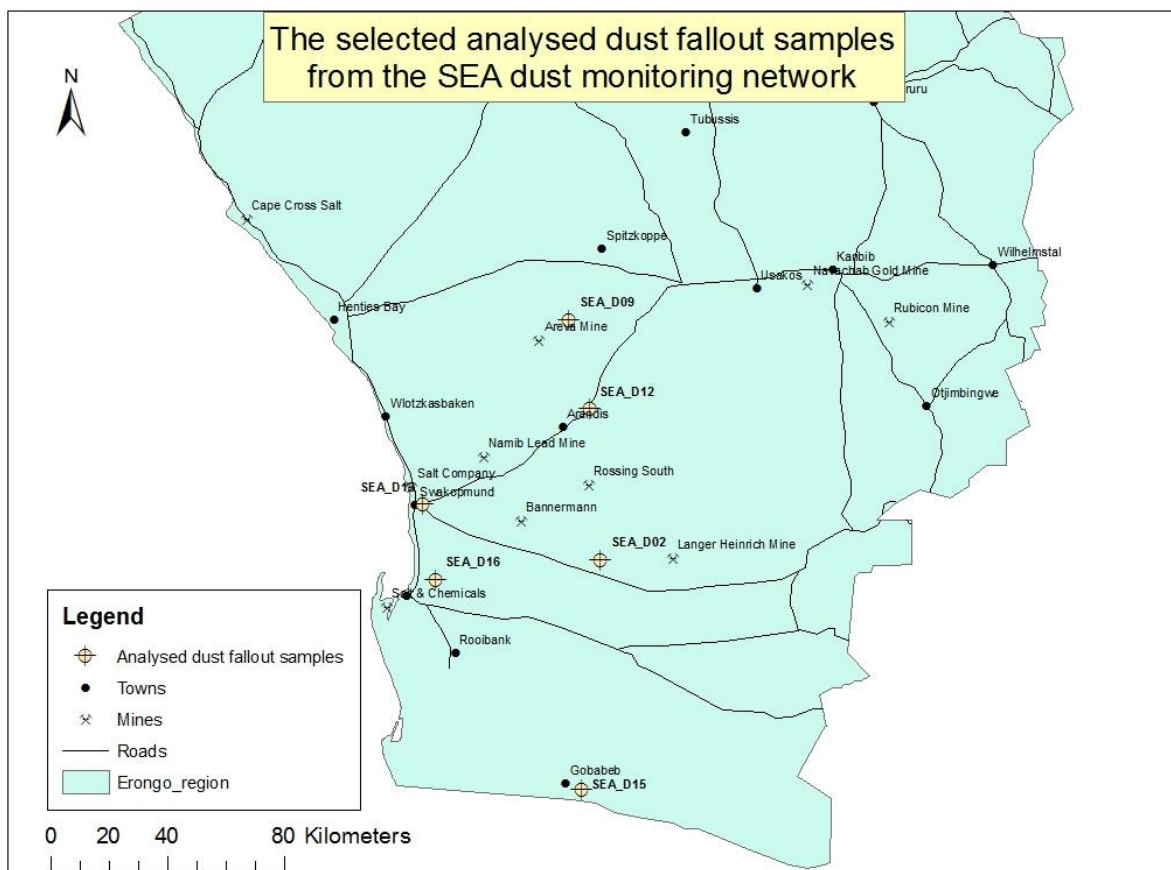 The selected analysed dust fallout samples
from the SEA dust monitoring network
N
ruru
Tubussis
Cape Cross Salt
Spitzkoppe
Karibib
Wilhelmstal
Usakos
Navachab Gold Mine
SEA_D09
Henties Bay
Rubicon Mine
Areva Mine
SEA_D12
Otjimbingwe
Wlotzkasbaken
Arandis
Namib Lead Mine
Salt Company
Rossing South
SEA_D13
Swakopmund
Bannermann
SEA_D02
Langer Heinrich Mine
SEA_D16
Salt & Chemicals
Rooibank
Gobabeb
SEA_D15
Legend
Analysed dust fallout samples
Towns
Mines
Roads
Erongo_region
0 20 40 80 Kilometers